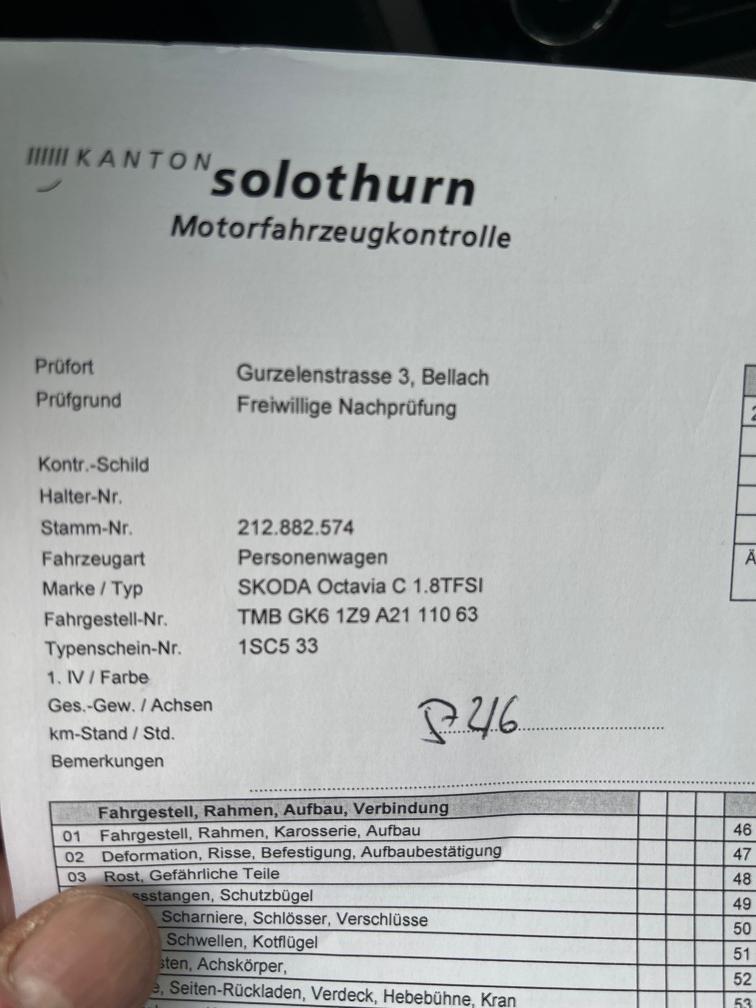 KANTON solothurn
Motorfahrzeugkontrolle
Prüfort Gurzelenstrasse 3, Bellach
Prüfgrund Freiwillige Nachprüfung
Kontr.-Schild
Halter-Nr.
Stamm-Nr. 212.882.574
Fahrzeugart Personenwagen
Marke / Typ SKODA Octavia C 1.8TFSI
Fahrgestell-Nr. TMB GK6 1Z9 A21 110 63
Typenschein-Nr. 1SC5 33
1. IV / Farbe
Ges.-Gew. / Achsen
km-Stand / Std.
Bemerkungen
Fahrgestell, Rahmen, Aufbau, Verbindung
01 Fahrgestell, Rahmen, Karosserie, Aufbau 46
02 Deformation, Risse, Befestigung, Aufbaubestätigung 47
03 Rost, Gefährliche Teile 48
ssstangen, Schutzbügel 49
Scharniere, Schlösser, Verschlüsse 50
Schwellen, Kotflügel 51
sten, Achskörper, 52
e, Seiten-Rückladen, Verdeck, Hebebühne, Kran 53